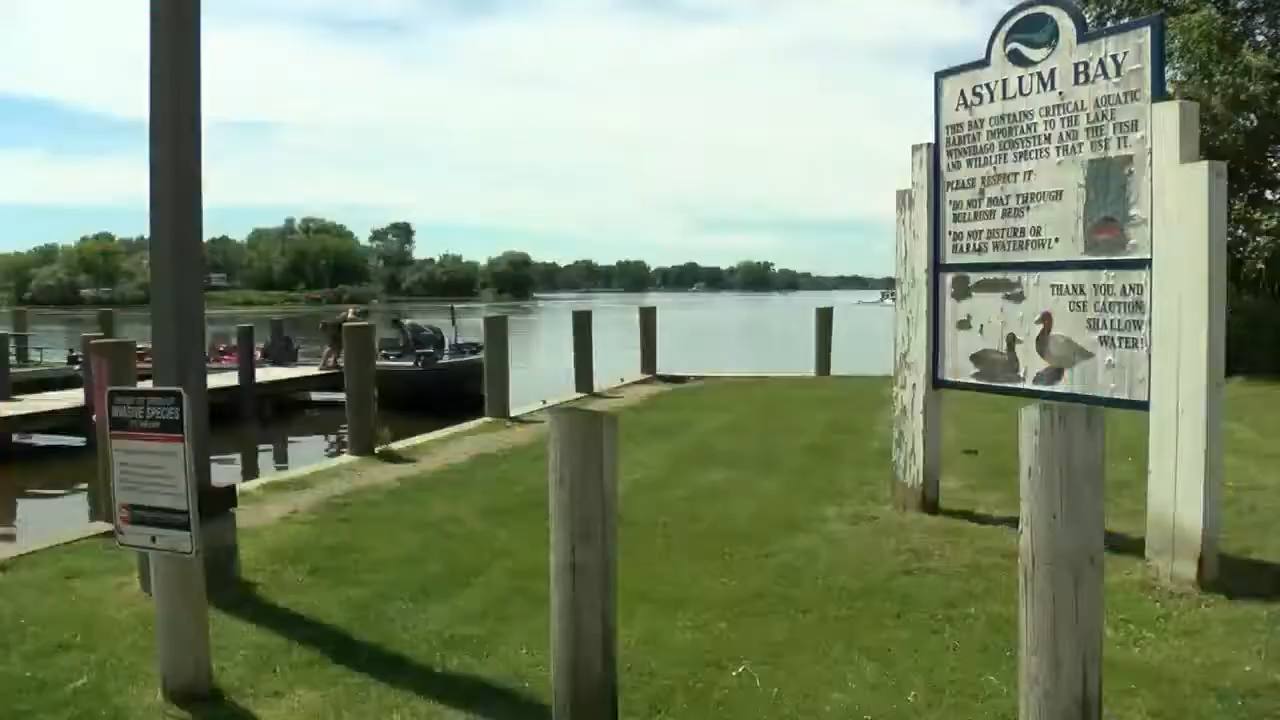 INVASIVE SPECIES
ASYLUM BAY
THIS BAY CONTAINS CRITICAL AQUATIC
HABITAT IMPORTANT TO THE LAKE
WINNEBAGO ECOSYSTEM AND THE FISH
AND WILDLIFE SPECIES THAT USE IT.
PLEASE RESPECT IT:
*DO NOT BOAT THROUGH
BULLRUSH BEDS*
*DO NOT DISTURB OR
HARASS WATERFOWL*
THANK YOU, AND
USE CAUTION
SHALLOW
WATER!